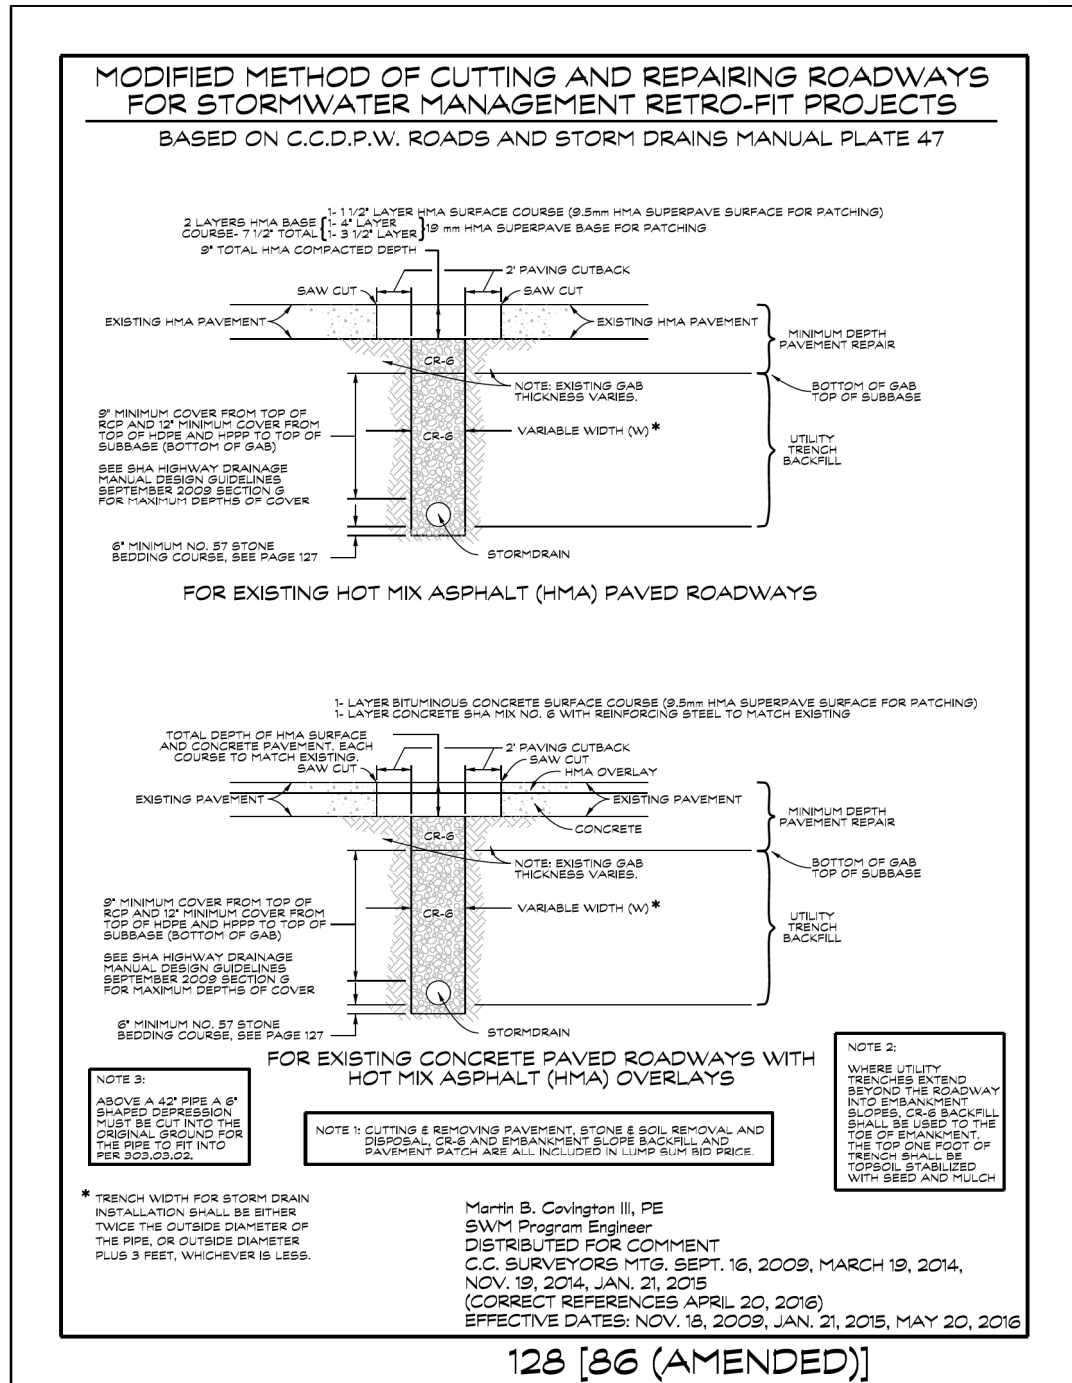 MODIFIED METHOD OF CUTTING AND REPAIRING ROADWAYS
FOR STORMWATER MANAGEMENT RETRO-FIT PROJECTS
BASED ON C.C.D.P.W. ROADS AND STORM DRAINS MANUAL PLATE 47
1- 1 1/2" LAYER HMA SURFACE COURSE (9.5mm HMA SUPERPAVE SURFACE FOR PATCHING)
2 LAYERS HMA BASE { 1- 4" LAYER
COURSE- 7 1/2" TOTAL { 1- 3 1/2" LAYER } 19 mm HMA SUPERPAVE BASE FOR PATCHING
9" TOTAL HMA COMPACTED DEPTH
2' PAVING CUTBACK
SAW CUT
SAW CUT
EXISTING HMA PAVEMENT
EXISTING HMA PAVEMENT
MINIMUM DEPTH
PAVEMENT REPAIR
CR-6
NOTE: EXISTING GAB
THICKNESS VARIES.
BOTTOM OF GAB
TOP OF SUBBASE
9" MINIMUM COVER FROM TOP OF
RCP AND 12" MINIMUM COVER FROM
TOP OF HDPE AND HPPP TO TOP OF
SUBBASE (BOTTOM OF GAB)
CR-6
VARIABLE WIDTH (W) *
UTILITY
TRENCH
BACKFILL
SEE SHA HIGHWAY DRAINAGE
MANUAL DESIGN GUIDELINES
SEPTEMBER 2009 SECTION G
FOR MAXIMUM DEPTHS OF COVER
6" MINIMUM NO. 57 STONE
BEDDING COURSE, SEE PAGE 127
STORMDRAIN
FOR EXISTING HOT MIX ASPHALT (HMA) PAVED ROADWAYS
1- LAYER BITUMINOUS CONCRETE SURFACE COURSE (9.5mm HMA SUPERPAVE SURFACE FOR PATCHING)
1- LAYER CONCRETE SHA MIX NO. 6 WITH REINFORCING STEEL TO MATCH EXISTING
TOTAL DEPTH OF HMA SURFACE
AND CONCRETE PAVEMENT. EACH
COURSE TO MATCH EXISTING.
SAW CUT
2' PAVING CUTBACK
SAW CUT
HMA OVERLAY
EXISTING PAVEMENT
EXISTING PAVEMENT
MINIMUM DEPTH
PAVEMENT REPAIR
CONCRETE
CR-6
NOTE: EXISTING GAB
THICKNESS VARIES.
BOTTOM OF GAB
TOP OF SUBBASE
9" MINIMUM COVER FROM TOP OF
RCP AND 12" MINIMUM COVER FROM
TOP OF HDPE AND HPPP TO TOP OF
SUBBASE (BOTTOM OF GAB)
CR-6
VARIABLE WIDTH (W) *
UTILITY
TRENCH
BACKFILL
SEE SHA HIGHWAY DRAINAGE
MANUAL DESIGN GUIDELINES
SEPTEMBER 2009 SECTION G
FOR MAXIMUM DEPTHS OF COVER
6" MINIMUM NO. 57 STONE
BEDDING COURSE, SEE PAGE 127
STORMDRAIN
FOR EXISTING CONCRETE PAVED ROADWAYS WITH
HOT MIX ASPHALT (HMA) OVERLAYS
NOTE 3:
ABOVE A 42" PIPE A 6"
SHAPED DEPRESSION
MUST BE CUT INTO THE
ORIGINAL GROUND FOR
THE PIPE TO FIT INTO
PER 303.03.02.
NOTE 1: CUTTING & REMOVING PAVEMENT, STONE & SOIL REMOVAL AND
DISPOSAL, CR-6 AND EMBANKMENT SLOPE BACKFILL AND
PAVEMENT PATCH ARE ALL INCLUDED IN LUMP SUM BID PRICE.
NOTE 2:
WHERE UTILITY
TRENCHES EXTEND
BEYOND THE ROADWAY
INTO EMBANKMENT
SLOPES, CR-6 BACKFILL
SHALL BE USED TO THE
TOE OF EMANKMENT.
THE TOP ONE FOOT OF
TRENCH SHALL BE
TOPSOIL STABILIZED
WITH SEED AND MULCH
* TRENCH WIDTH FOR STORM DRAIN
INSTALLATION SHALL BE EITHER
TWICE THE OUTSIDE DIAMETER OF
THE PIPE, OR OUTSIDE DIAMETER
PLUS 3 FEET, WHICHEVER IS LESS.
Martin B. Covington III, PE
SWM Program Engineer
DISTRIBUTED FOR COMMENT
C.C. SURVEYORS MTG. SEPT. 16, 2009, MARCH 19, 2014,
NOV. 19, 2014, JAN. 21, 2015
(CORRECT REFERENCES APRIL 20, 2016)
EFFECTIVE DATES: NOV. 18, 2009, JAN. 21, 2015, MAY 20, 2016
128 [86 (AMENDED)]